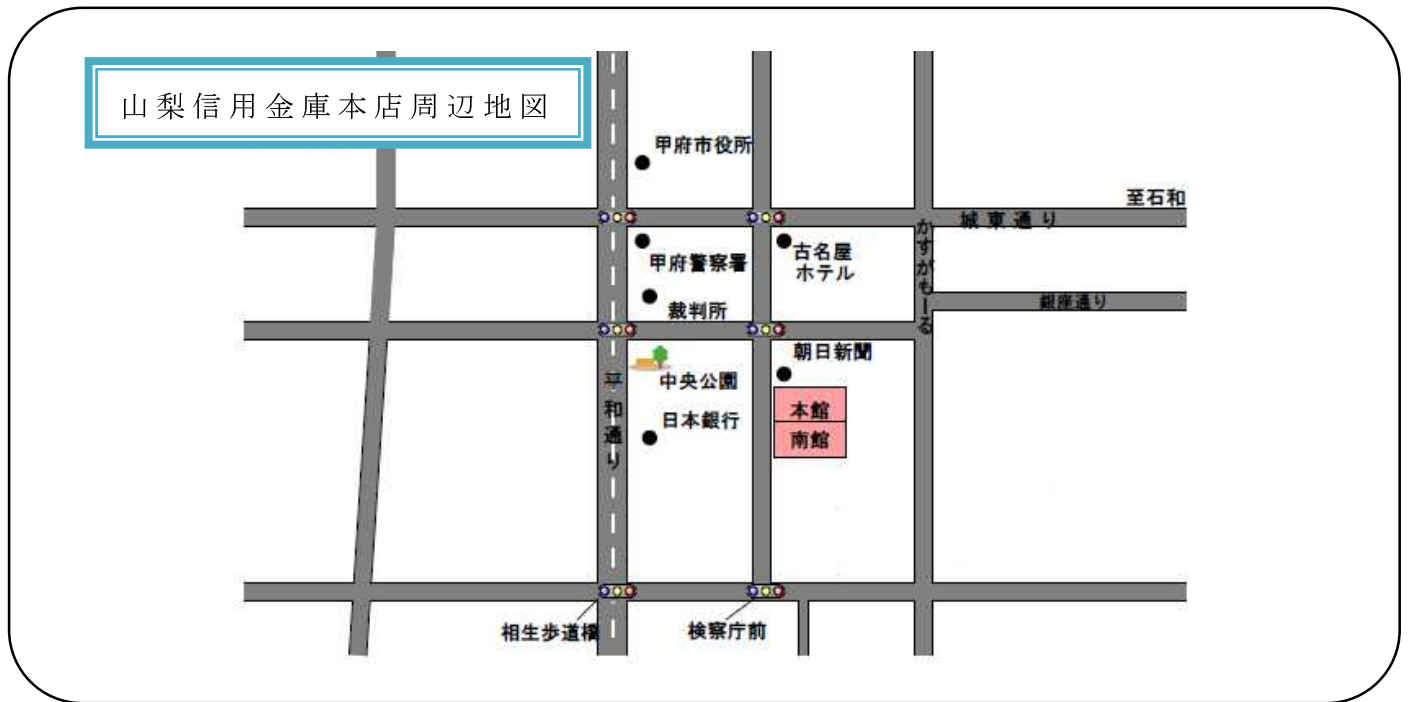 山梨信用金庫本店周辺地図
甲府市役所
至石和
城東通り
甲府警察署
古名屋
ホテル
かすがもーる
裁判所
銀座通り
朝日新聞
平和通り
中央公園
本館
日本銀行
南館
相生歩道橋
検察庁前